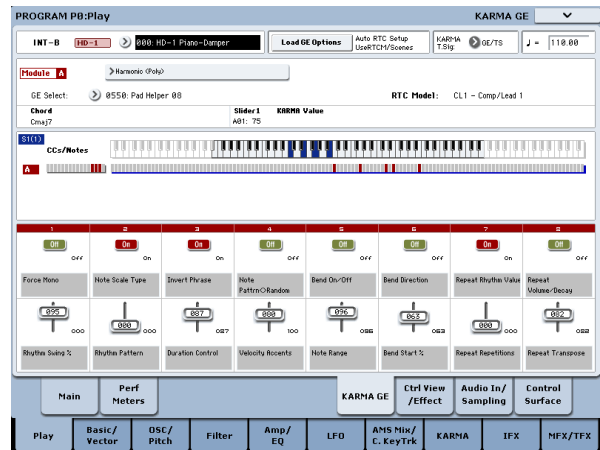 PROGRAM P0:Play KARMA GE
INT-B HD-1 000: HD-1 Piano-Damper Load GE Options Auto RTC Setup UseRTCM/Scenes KARMA T.Sig: GE/TS ♩= 110.00
Module A Harmonic (Poly)
GE Select: 0550: Pad Helper 08 RTC Model: CL1 - Comp/Lead 1
Chord Slider1 KARMA Value
Cmaj7 A01: 75
S1(1)
CCs/Notes
A
1 2 3 4 5 6 7 8
Off On On Off Off Off On Off
Off On On Off Off Off On Off
Force Mono Note Scale Type Invert Phrase Note Pattrn○Random Bend On/Off Bend Direction Repeat Rhythm Value Repeat Volume/Decay
095 000 087 080 096 063 000 082
000 000 087 100 086 063 000 082
Rhythm Swing % Rhythm Pattern Duration Control Velocity Accents Note Range Bend Start % Repeat Repetitions Repeat Transpose
Main Perf Meters KARMA GE Ctrl View /Effect Audio In/ Sampling Control Surface
Play Basic/ Vector OSC/ Pitch Filter Amp/ EQ LFO AMS Mix/ C. KeyTrk KARMA IFX MFX/TFX